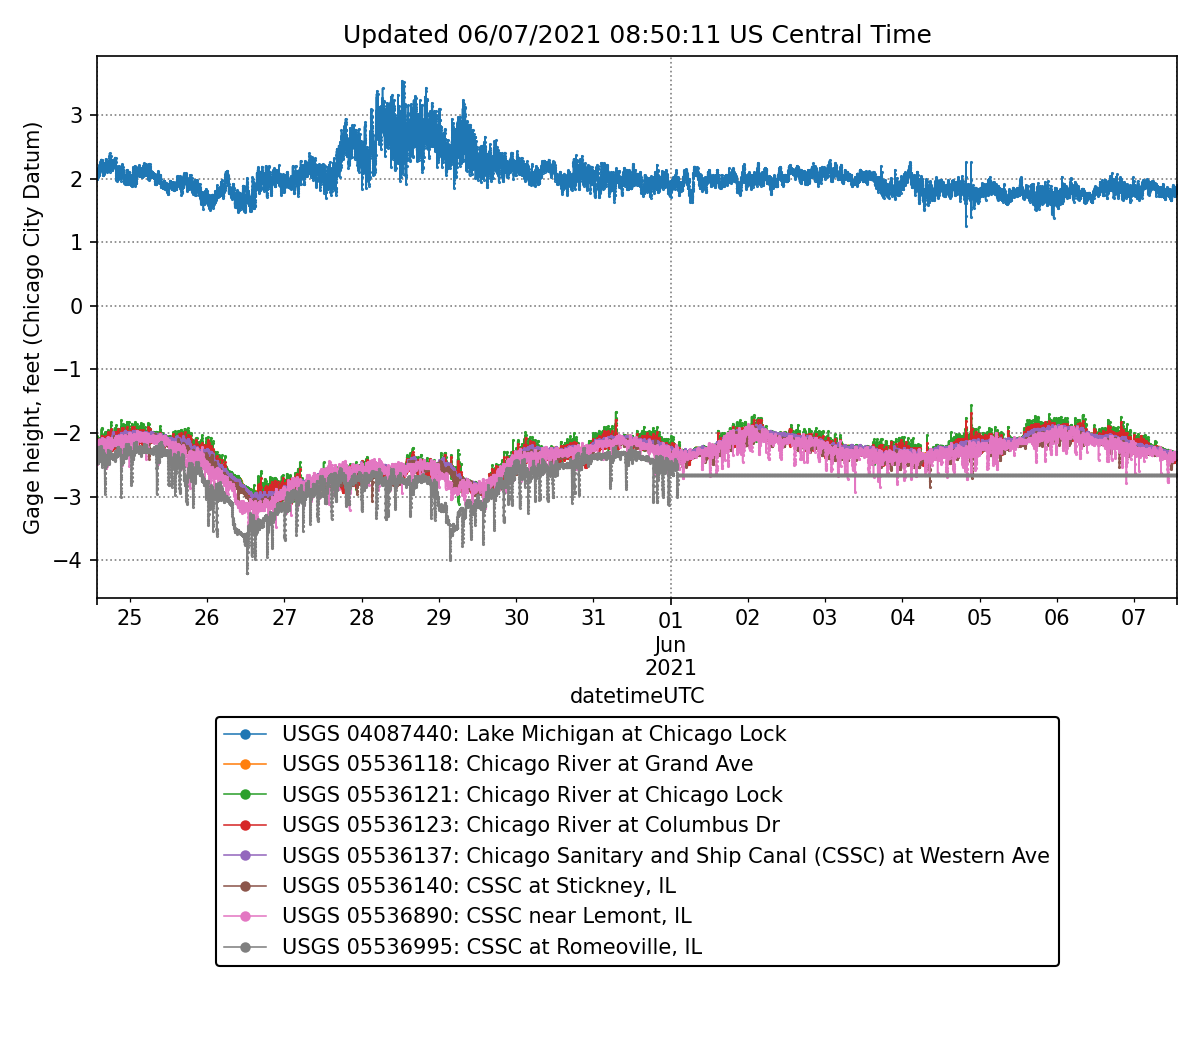 Updated 06/07/2021 08:50:11 US Central Time
Gage height, feet (Chicago City Datum)
3
2
1
0
−1
−2
−3
−4
25 26 27 28 29 30 31 01 02 03 04 05 06 07
Jun
2021
datetimeUTC
USGS 04087440: Lake Michigan at Chicago Lock
USGS 05536118: Chicago River at Grand Ave
USGS 05536121: Chicago River at Chicago Lock
USGS 05536123: Chicago River at Columbus Dr
USGS 05536137: Chicago Sanitary and Ship Canal (CSSC) at Western Ave
USGS 05536140: CSSC at Stickney, IL
USGS 05536890: CSSC near Lemont, IL
USGS 05536995: CSSC at Romeoville, IL